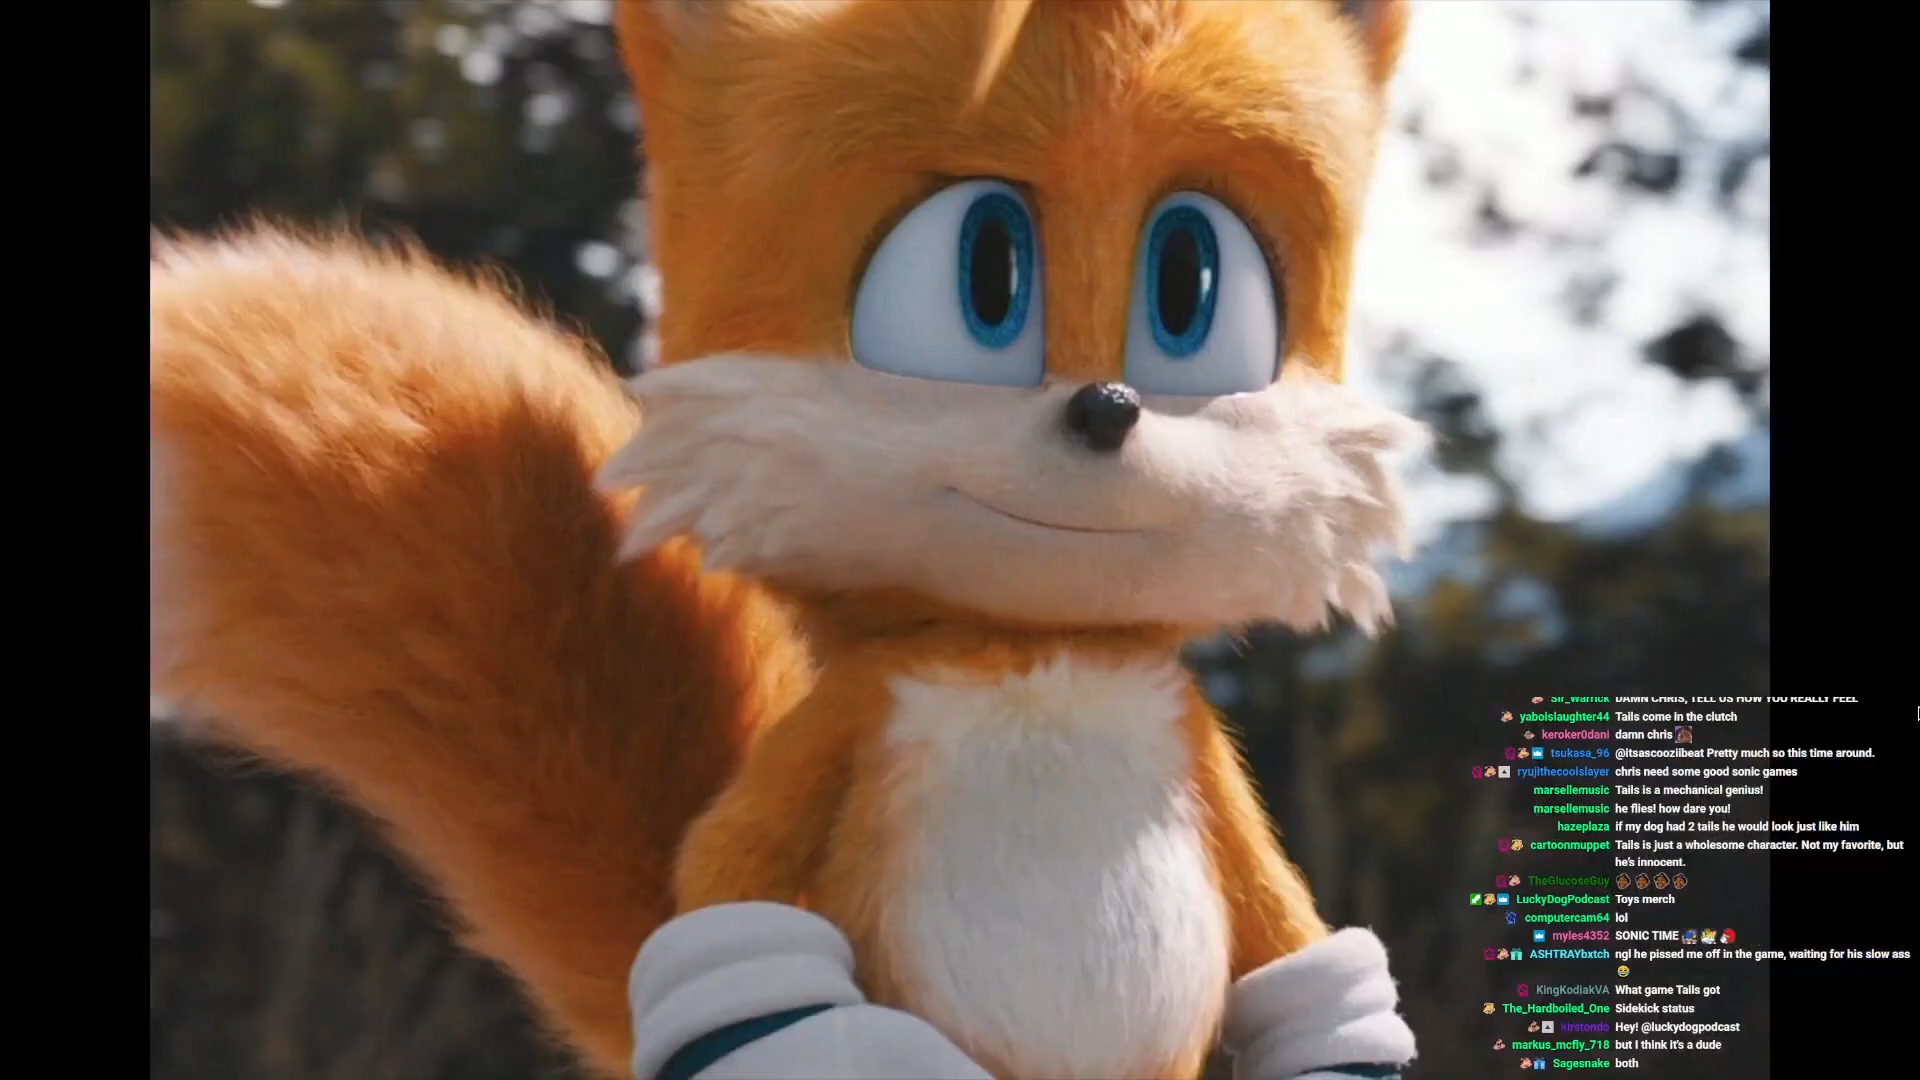 Sir_Warrick DAMN CHRIS, TELL US HOW YOU REALLY FEEL
yaboislaughter44 Tails come in the clutch
keroker0dani damn chris
tsukasa_96 @itsascooziibeat Pretty much so this time around.
ryujithecoolslayer chris need some good sonic games
marsellemusic Tails is a mechanical genius!
marsellemusic he flies! how dare you!
hazeplaza if my dog had 2 tails he would look just like him
cartoonmuppet Tails is just a wholesome character. Not my favorite, but
he's innocent.
TheGlucoseGuy
LuckyDogPodcast Toys merch
computercam64 lol
myles4352 SONIC TIME
ASHTRAYbxtch ngl he pissed me off in the game, waiting for his slow ass
KingKodiakVA What game Tails got
The_Hardboiled_One Sidekick status
kirstondo Hey! @luckydogpodcast
markus_mcfly_718 but I think it's a dude
Sagesnake both